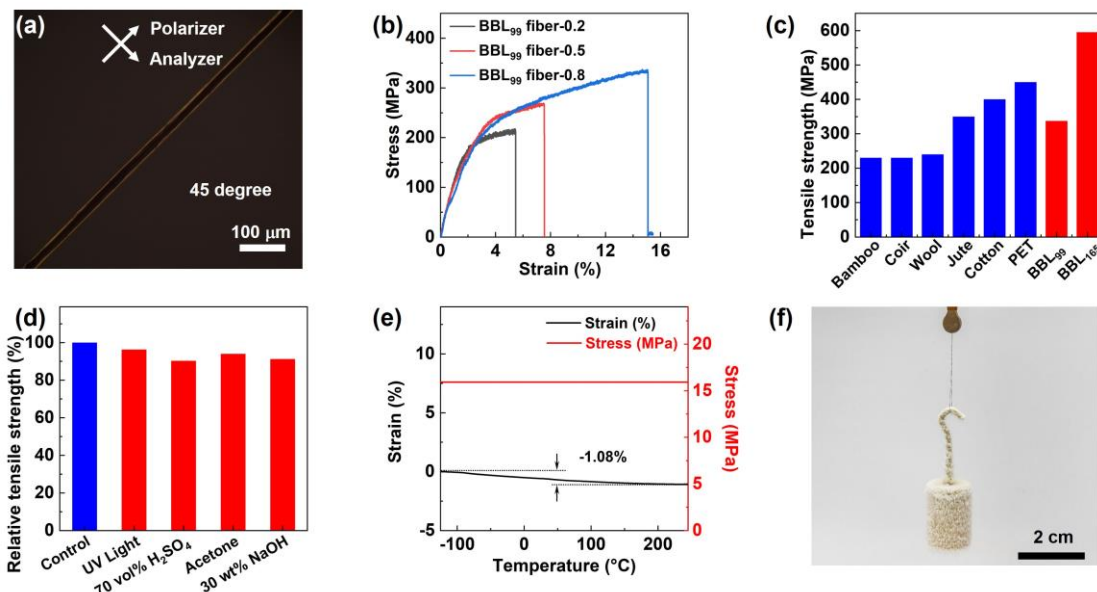 (a)
Polarizer
Analyzer
45 degree
100 μm
(b)
BBL₉₉ fiber-0.2
BBL₉₉ fiber-0.5
BBL₉₉ fiber-0.8
Stress (MPa)
400
300
200
100
0
0 4 8 12 16
Strain (%)
(c)
Tensile strength (MPa)
600
500
400
300
200
100
0
Bamboo
Coir
Wool
Jute
Cotton
PET
BBL₉₉
BBL₁₆₅
(d)
Relative tensile strength (%)
100
80
60
40
20
0
Control
UV Light
70 vol% H₂SO₄
Acetone
30 wt% NaOH
(e)
Strain (%)
Stress (MPa)
Strain (%)
10
5
0
-5
-1.08%
Stress (MPa)
20
15
10
5
0
-100 0 100 200
Temperature (°C)
(f)
2 cm